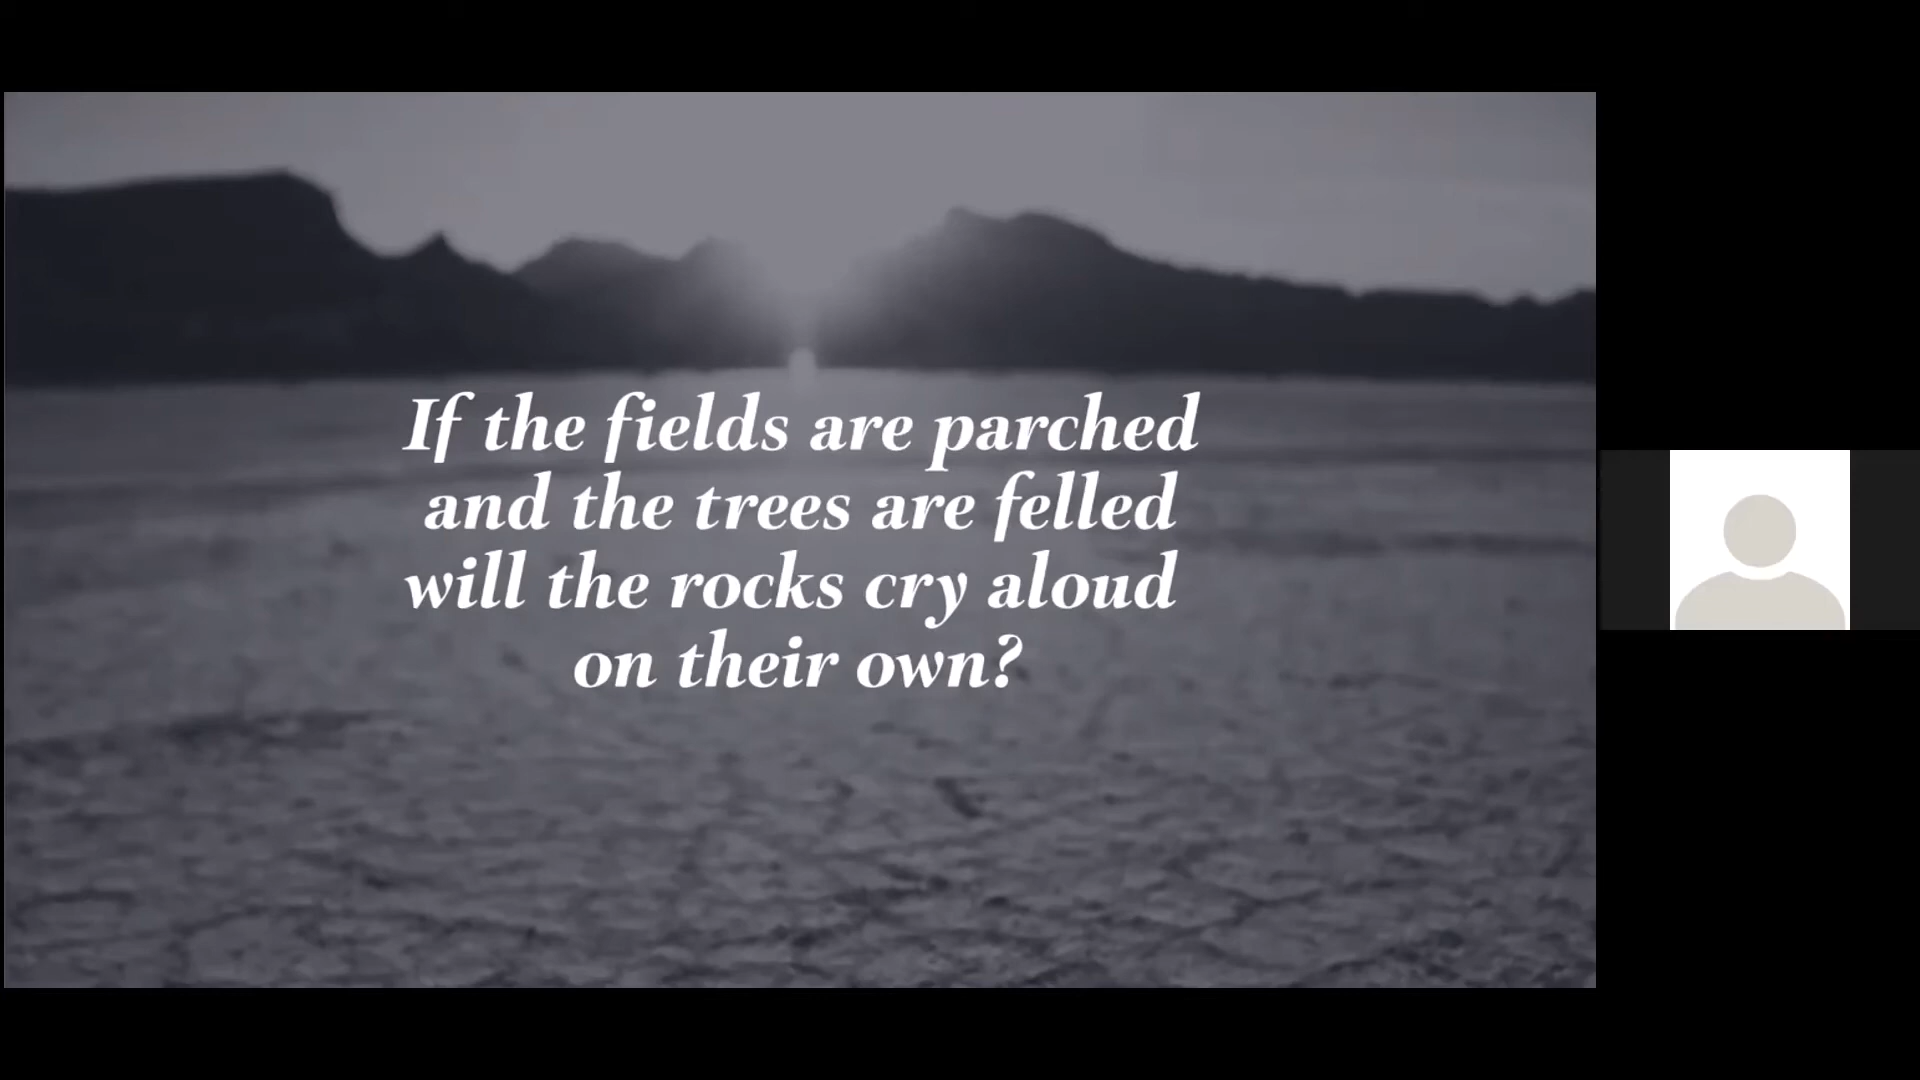 If the fields are parched
and the trees are felled
will the rocks cry aloud
on their own?